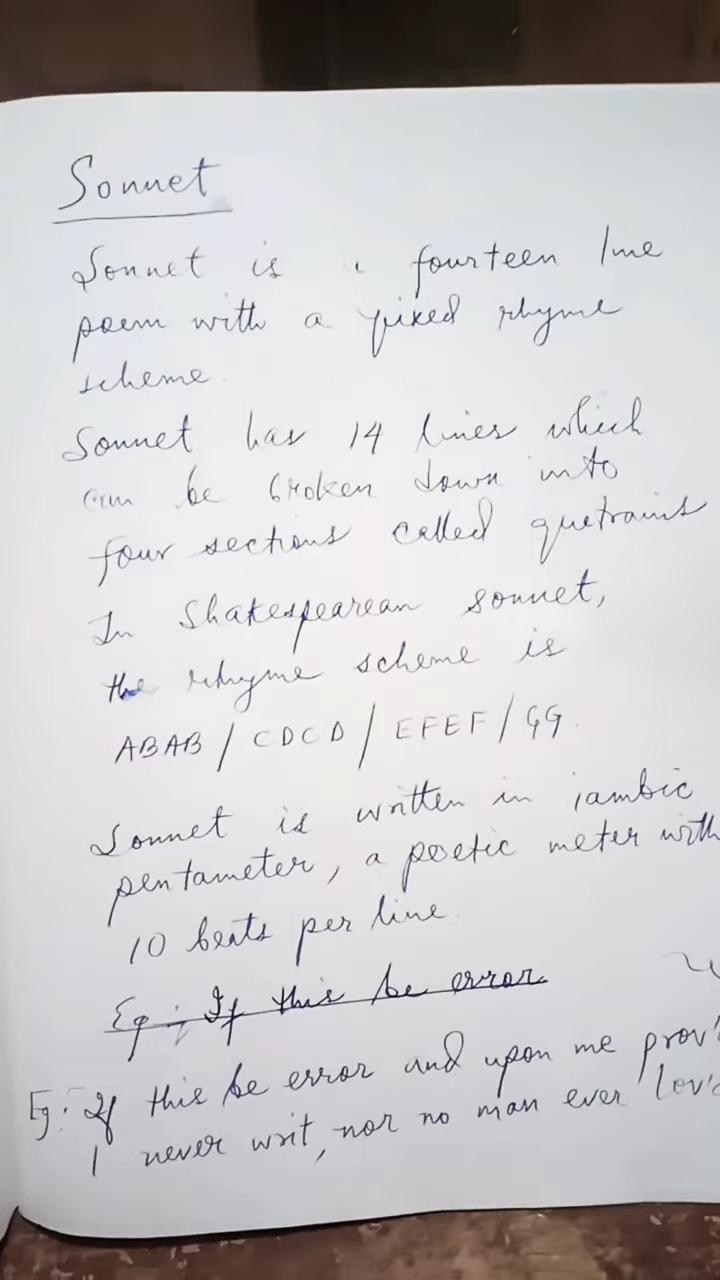 Sonnet
Sonnet is a fourteen line
poem with a fixed rhyme
scheme.
Sonnet has 14 lines which
can be broken down into
four sections called quetrains
In Shakespearean sonnet,
the rhyme scheme is
ABAB / CDCD / EFEF / GG.
Sonnet is written in iambic
pentameter, a poetic meter with
10 beats per line.
Eg :- If this be error
Eg: If this be error and upon me prov'
I never writ, nor no man ever lov'd